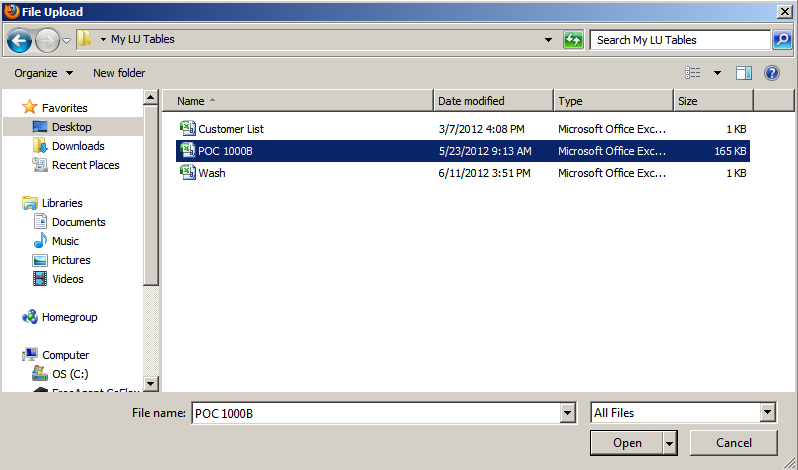 File Upload
My LU Tables
Search My LU Tables
Organize New folder
Name Date modified Type Size
Customer List 3/7/2012 4:08 PM Microsoft Office Exc... 1 KB
POC 1000B 5/23/2012 9:13 AM Microsoft Office Exc... 165 KB
Wash 6/11/2012 3:51 PM Microsoft Office Exc... 1 KB
Favorites
Desktop
Downloads
Recent Places
Libraries
Documents
Music
Pictures
Videos
Homegroup
Computer
OS (C:)
File name: POC 1000B All Files
Open Cancel